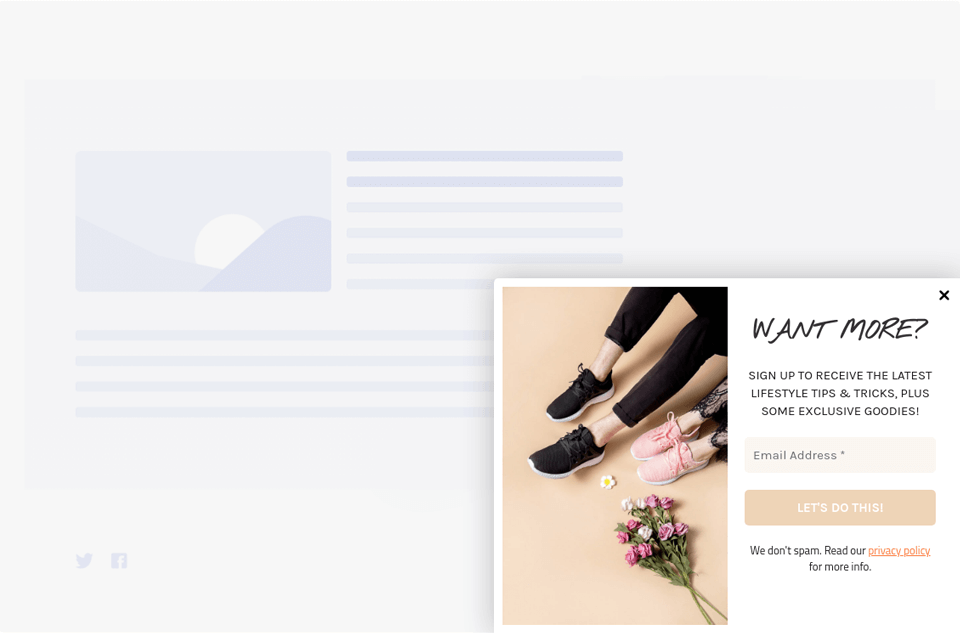 WANT MORE?
SIGN UP TO RECEIVE THE LATEST
LIFESTYLE TIPS & TRICKS, PLUS
SOME EXCLUSIVE GOODIES!
Email Address *
LET'S DO THIS!
We don't spam. Read our privacy policy
for more info.